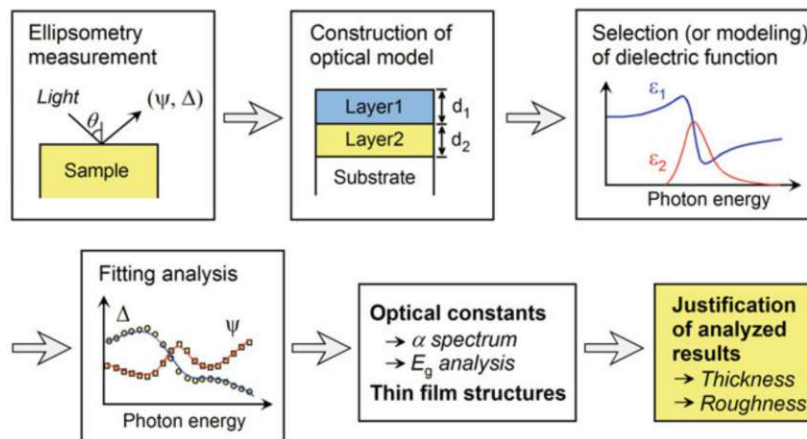 Ellipsometry
measurement
Light
θ
(ψ, Δ)
Sample
Construction of
optical model
Layer1
d₁
Layer2
d₂
Substrate
Selection (or modeling)
of dielectric function
ε₁
ε₂
Photon energy
Fitting analysis
Δ
ψ
Photon energy
Optical constants
→ α spectrum
→ Eg analysis
Thin film structures
Justification
of analyzed
results
→ Thickness
→ Roughness